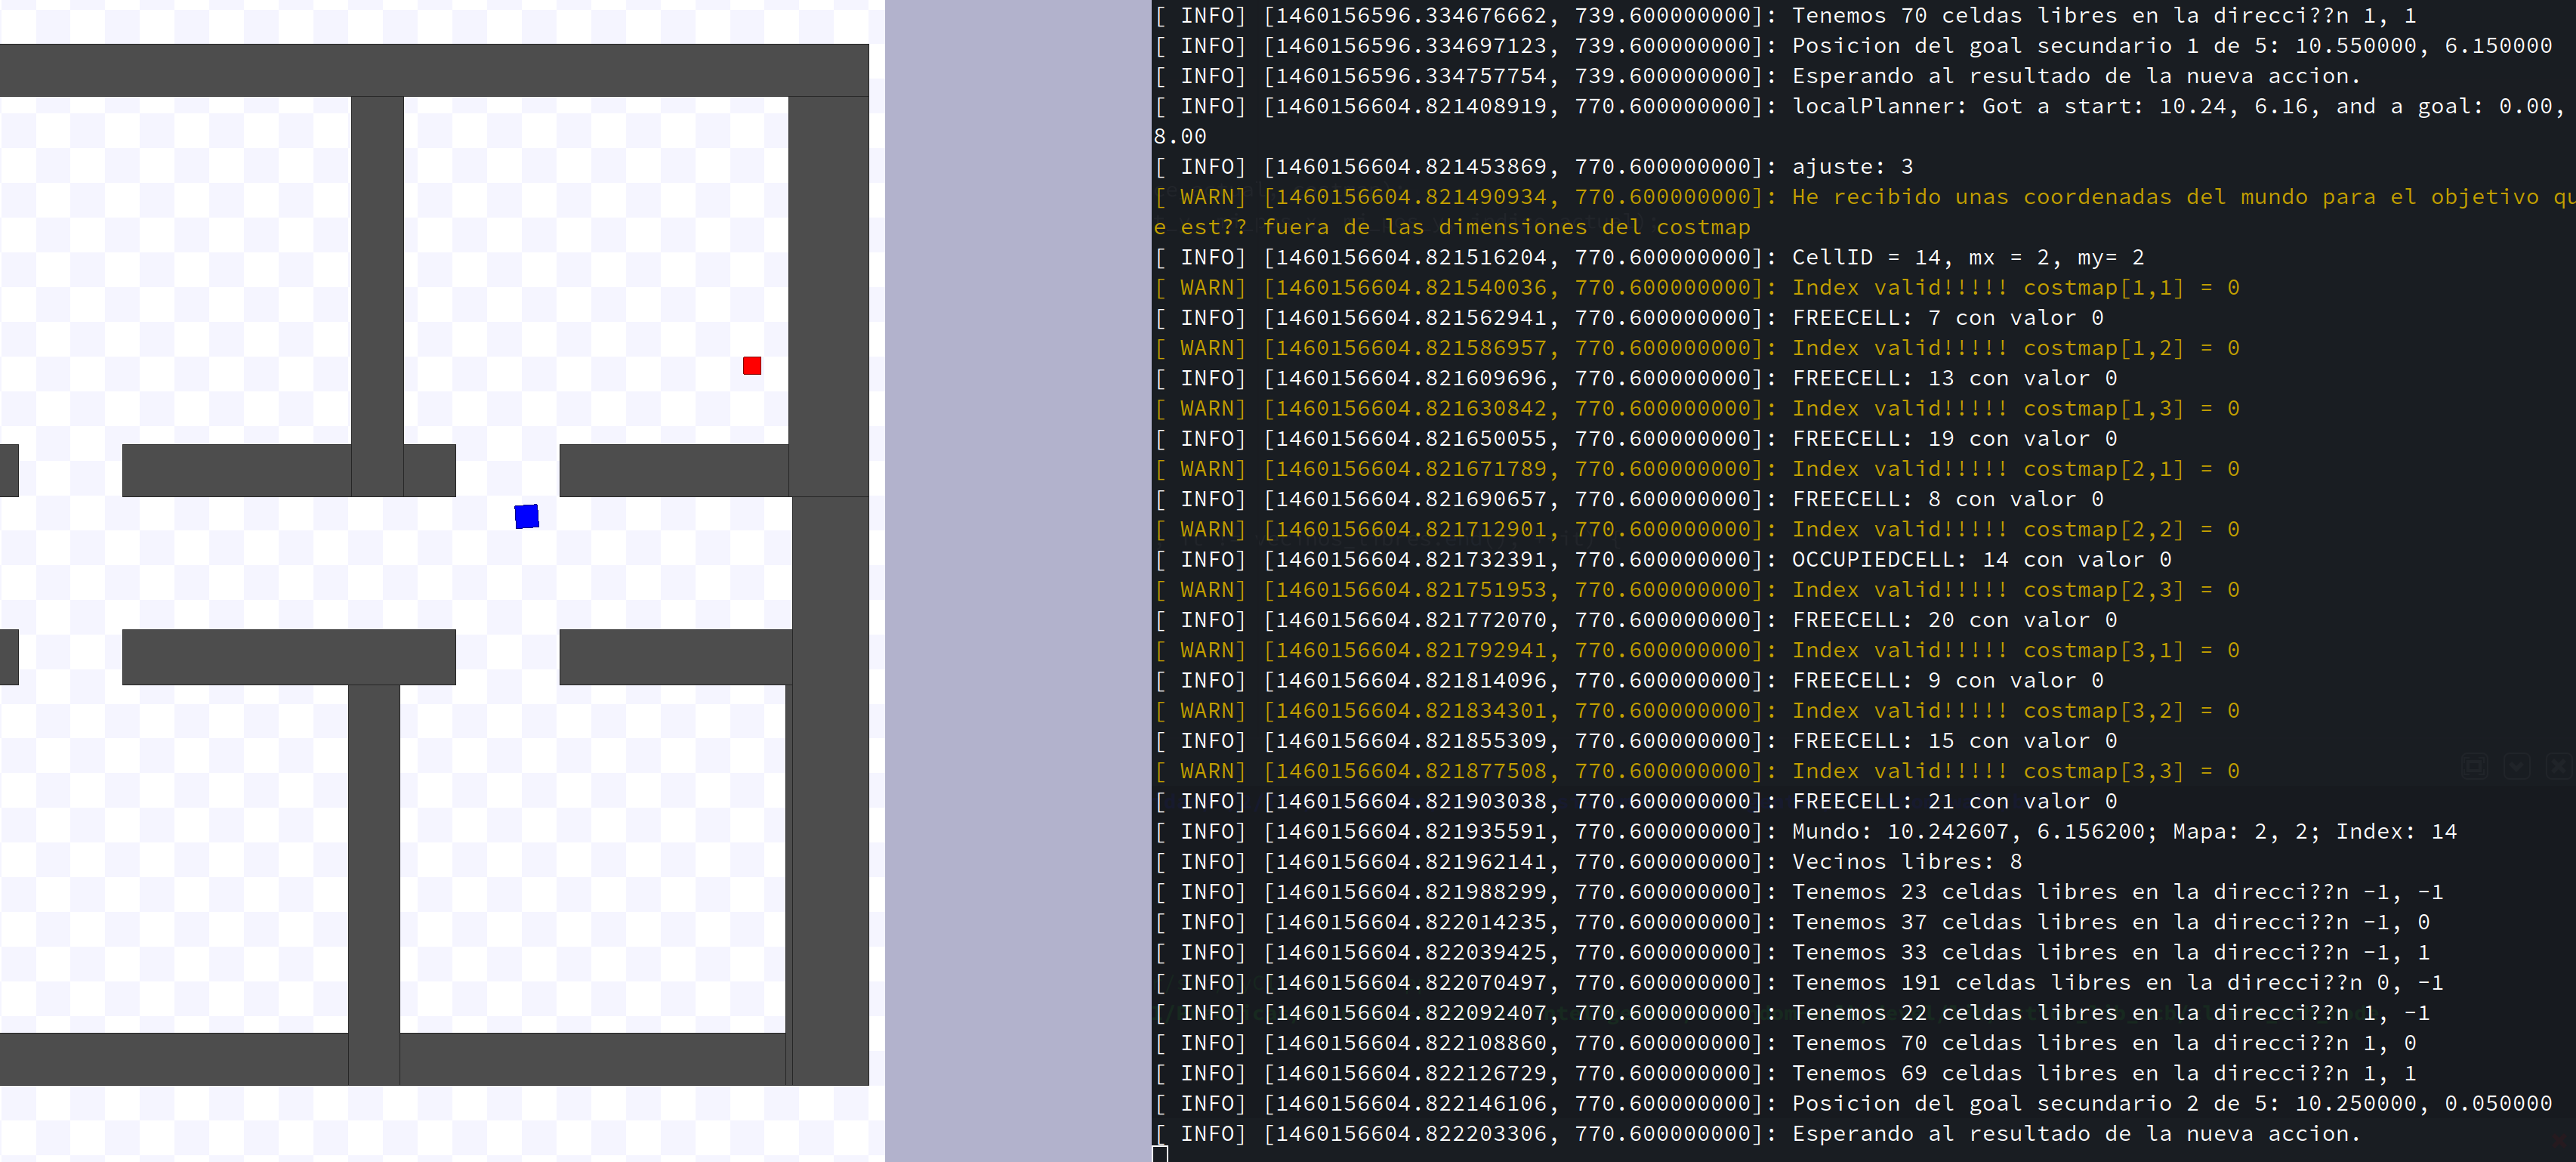 [ INFO] [1460156596.334676662, 739.600000000]: Tenemos 70 celdas libres en la direcci??n 1, 1
[ INFO] [1460156596.334697123, 739.600000000]: Posicion del goal secundario 1 de 5: 10.550000, 6.150000
[ INFO] [1460156596.334757754, 739.600000000]: Esperando al resultado de la nueva accion.
[ INFO] [1460156604.821408919, 770.600000000]: localPlanner: Got a start: 10.24, 6.16, and a goal: 0.00,
8.00
[ INFO] [1460156604.821453869, 770.600000000]: ajuste: 3
[ WARN] [1460156604.821490934, 770.600000000]: He recibido unas coordenadas del mundo para el objetivo qu
e est?? fuera de las dimensiones del costmap
[ INFO] [1460156604.821516204, 770.600000000]: CellID = 14, mx = 2, my= 2
[ WARN] [1460156604.821540036, 770.600000000]: Index valid!!!!! costmap[1,1] = 0
[ INFO] [1460156604.821562941, 770.600000000]: FREECELL: 7 con valor 0
[ WARN] [1460156604.821586957, 770.600000000]: Index valid!!!!! costmap[1,2] = 0
[ INFO] [1460156604.821609696, 770.600000000]: FREECELL: 13 con valor 0
[ WARN] [1460156604.821630842, 770.600000000]: Index valid!!!!! costmap[1,3] = 0
[ INFO] [1460156604.821650055, 770.600000000]: FREECELL: 19 con valor 0
[ WARN] [1460156604.821671789, 770.600000000]: Index valid!!!!! costmap[2,1] = 0
[ INFO] [1460156604.821690657, 770.600000000]: FREECELL: 8 con valor 0
[ WARN] [1460156604.821712901, 770.600000000]: Index valid!!!!! costmap[2,2] = 0
[ INFO] [1460156604.821732391, 770.600000000]: OCCUPIEDCELL: 14 con valor 0
[ WARN] [1460156604.821751953, 770.600000000]: Index valid!!!!! costmap[2,3] = 0
[ INFO] [1460156604.821772070, 770.600000000]: FREECELL: 20 con valor 0
[ WARN] [1460156604.821792941, 770.600000000]: Index valid!!!!! costmap[3,1] = 0
[ INFO] [1460156604.821814096, 770.600000000]: FREECELL: 9 con valor 0
[ WARN] [1460156604.821834301, 770.600000000]: Index valid!!!!! costmap[3,2] = 0
[ INFO] [1460156604.821855309, 770.600000000]: FREECELL: 15 con valor 0
[ WARN] [1460156604.821877508, 770.600000000]: Index valid!!!!! costmap[3,3] = 0
[ INFO] [1460156604.821903038, 770.600000000]: FREECELL: 21 con valor 0
[ INFO] [1460156604.821935591, 770.600000000]: Mundo: 10.242607, 6.156200; Mapa: 2, 2; Index: 14
[ INFO] [1460156604.821962141, 770.600000000]: Vecinos libres: 8
[ INFO] [1460156604.821988299, 770.600000000]: Tenemos 23 celdas libres en la direcci??n -1, -1
[ INFO] [1460156604.822014235, 770.600000000]: Tenemos 37 celdas libres en la direcci??n -1, 0
[ INFO] [1460156604.822039425, 770.600000000]: Tenemos 33 celdas libres en la direcci??n -1, 1
[ INFO] [1460156604.822070497, 770.600000000]: Tenemos 191 celdas libres en la direcci??n 0, -1
[ INFO] [1460156604.822092407, 770.600000000]: Tenemos 22 celdas libres en la direcci??n 1, -1
[ INFO] [1460156604.822108860, 770.600000000]: Tenemos 70 celdas libres en la direcci??n 1, 0
[ INFO] [1460156604.822126729, 770.600000000]: Tenemos 69 celdas libres en la direcci??n 1, 1
[ INFO] [1460156604.822146106, 770.600000000]: Posicion del goal secundario 2 de 5: 10.250000, 0.050000
[ INFO] [1460156604.822203306, 770.600000000]: Esperando al resultado de la nueva accion.